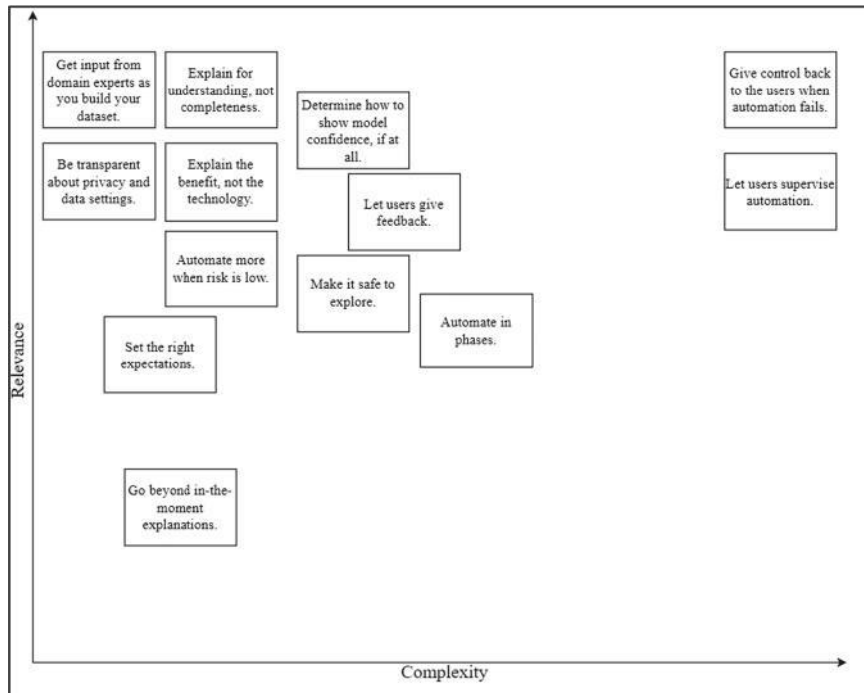 Get input from
domain experts as
you build your
dataset.
Explain for
understanding, not
completeness.
Determine how to
show model
confidence, if at
all.
Give control back
to the users when
automation fails.
Be transparent
about privacy and
data settings.
Explain the
benefit, not the
technology.
Let users give
feedback.
Let users supervise
automation.
Automate more
when risk is low.
Make it safe to
explore.
Automate in
phases.
Set the right
expectations.
Go beyond in-the-
moment
explanations.
Relevance
Complexity